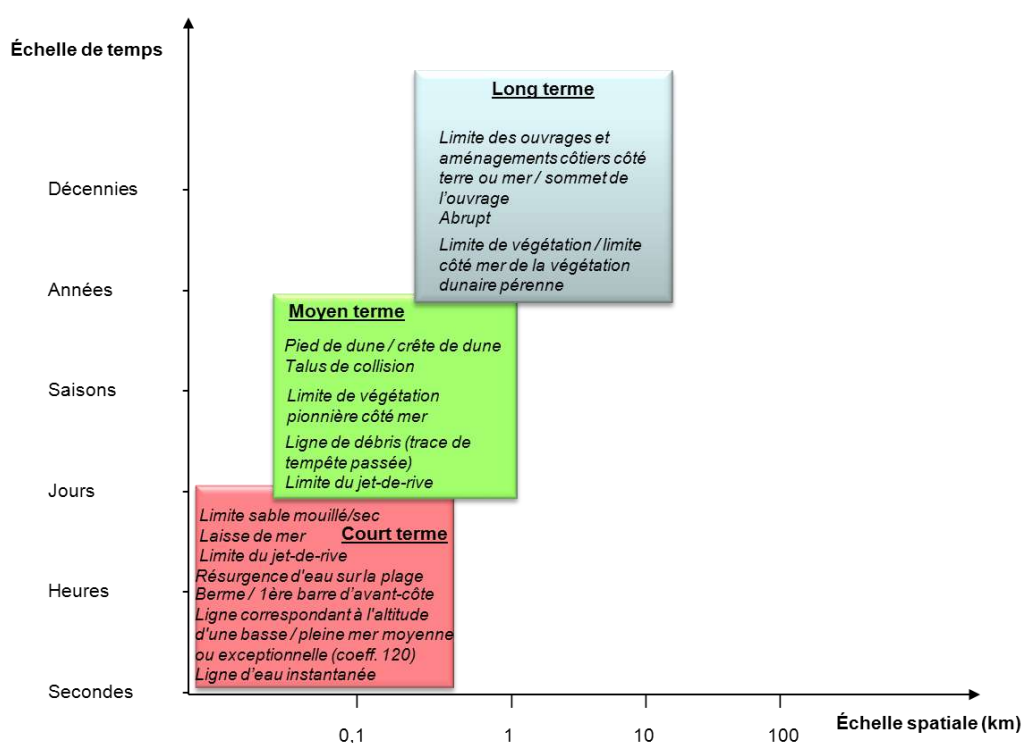 Échelle de temps
Long terme
Limite des ouvrages et
aménagements côtiers côté
terre ou mer / sommet de
l'ouvrage
Abrupt
Limite de végétation / limite
côté mer de la végétation
dunaire pérenne
Décennies
Années
Moyen terme
Pied de dune / crête de dune
Talus de collision
Limite de végétation
pionnière côté mer
Ligne de débris (trace de
tempête passée)
Limite du jet-de-rive
Saisons
Jours
Limite sable mouillé/sec
Laisse de mer
Court terme
Limite du jet-de-rive
Résurgence d'eau sur la plage
Berme / 1ère barre d'avant-côte
Ligne correspondant à l'altitude
d'une basse / pleine mer moyenne
ou exceptionnelle (coeff. 120)
Ligne d'eau instantanée
Heures
Secondes
0,1
1
10
100
Échelle spatiale (km)